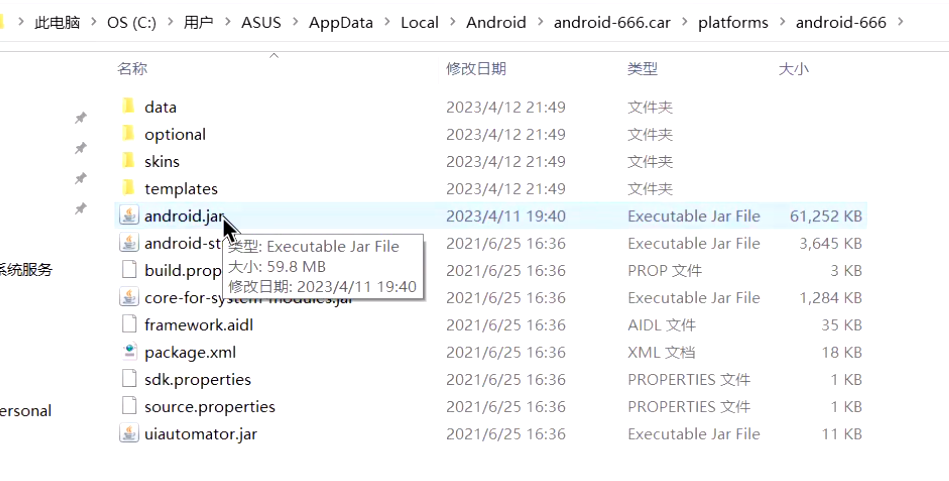 此电脑 > OS (C:) > 用户 > ASUS > AppData > Local > Android > android-666.car > platforms > android-666 >
名称 修改日期 类型 大小
data 2023/4/12 21:49 文件夹
optional 2023/4/12 21:49 文件夹
skins 2023/4/12 21:49 文件夹
templates 2023/4/12 21:49 文件夹
android.jar 2023/4/11 19:40 Executable Jar File 61,252 KB
android-st 2021/6/25 16:36 Executable Jar File 3,645 KB
类型: Executable Jar File
大小: 59.8 MB
修改日期: 2023/4/11 19:40
build.prop 2021/6/25 16:36 PROP 文件 3 KB
系统服务
core-for-system-modules.jar 2021/6/25 16:36 Executable Jar File 1,284 KB
framework.aidl 2021/6/25 16:36 AIDL 文件 35 KB
package.xml 2021/6/25 16:36 XML 文档 18 KB
sdk.properties 2021/6/25 16:36 PROPERTIES 文件 1 KB
source.properties 2021/6/25 16:36 PROPERTIES 文件 1 KB
ersonal
uiautomator.jar 2021/6/25 16:36 Executable Jar File 11 KB